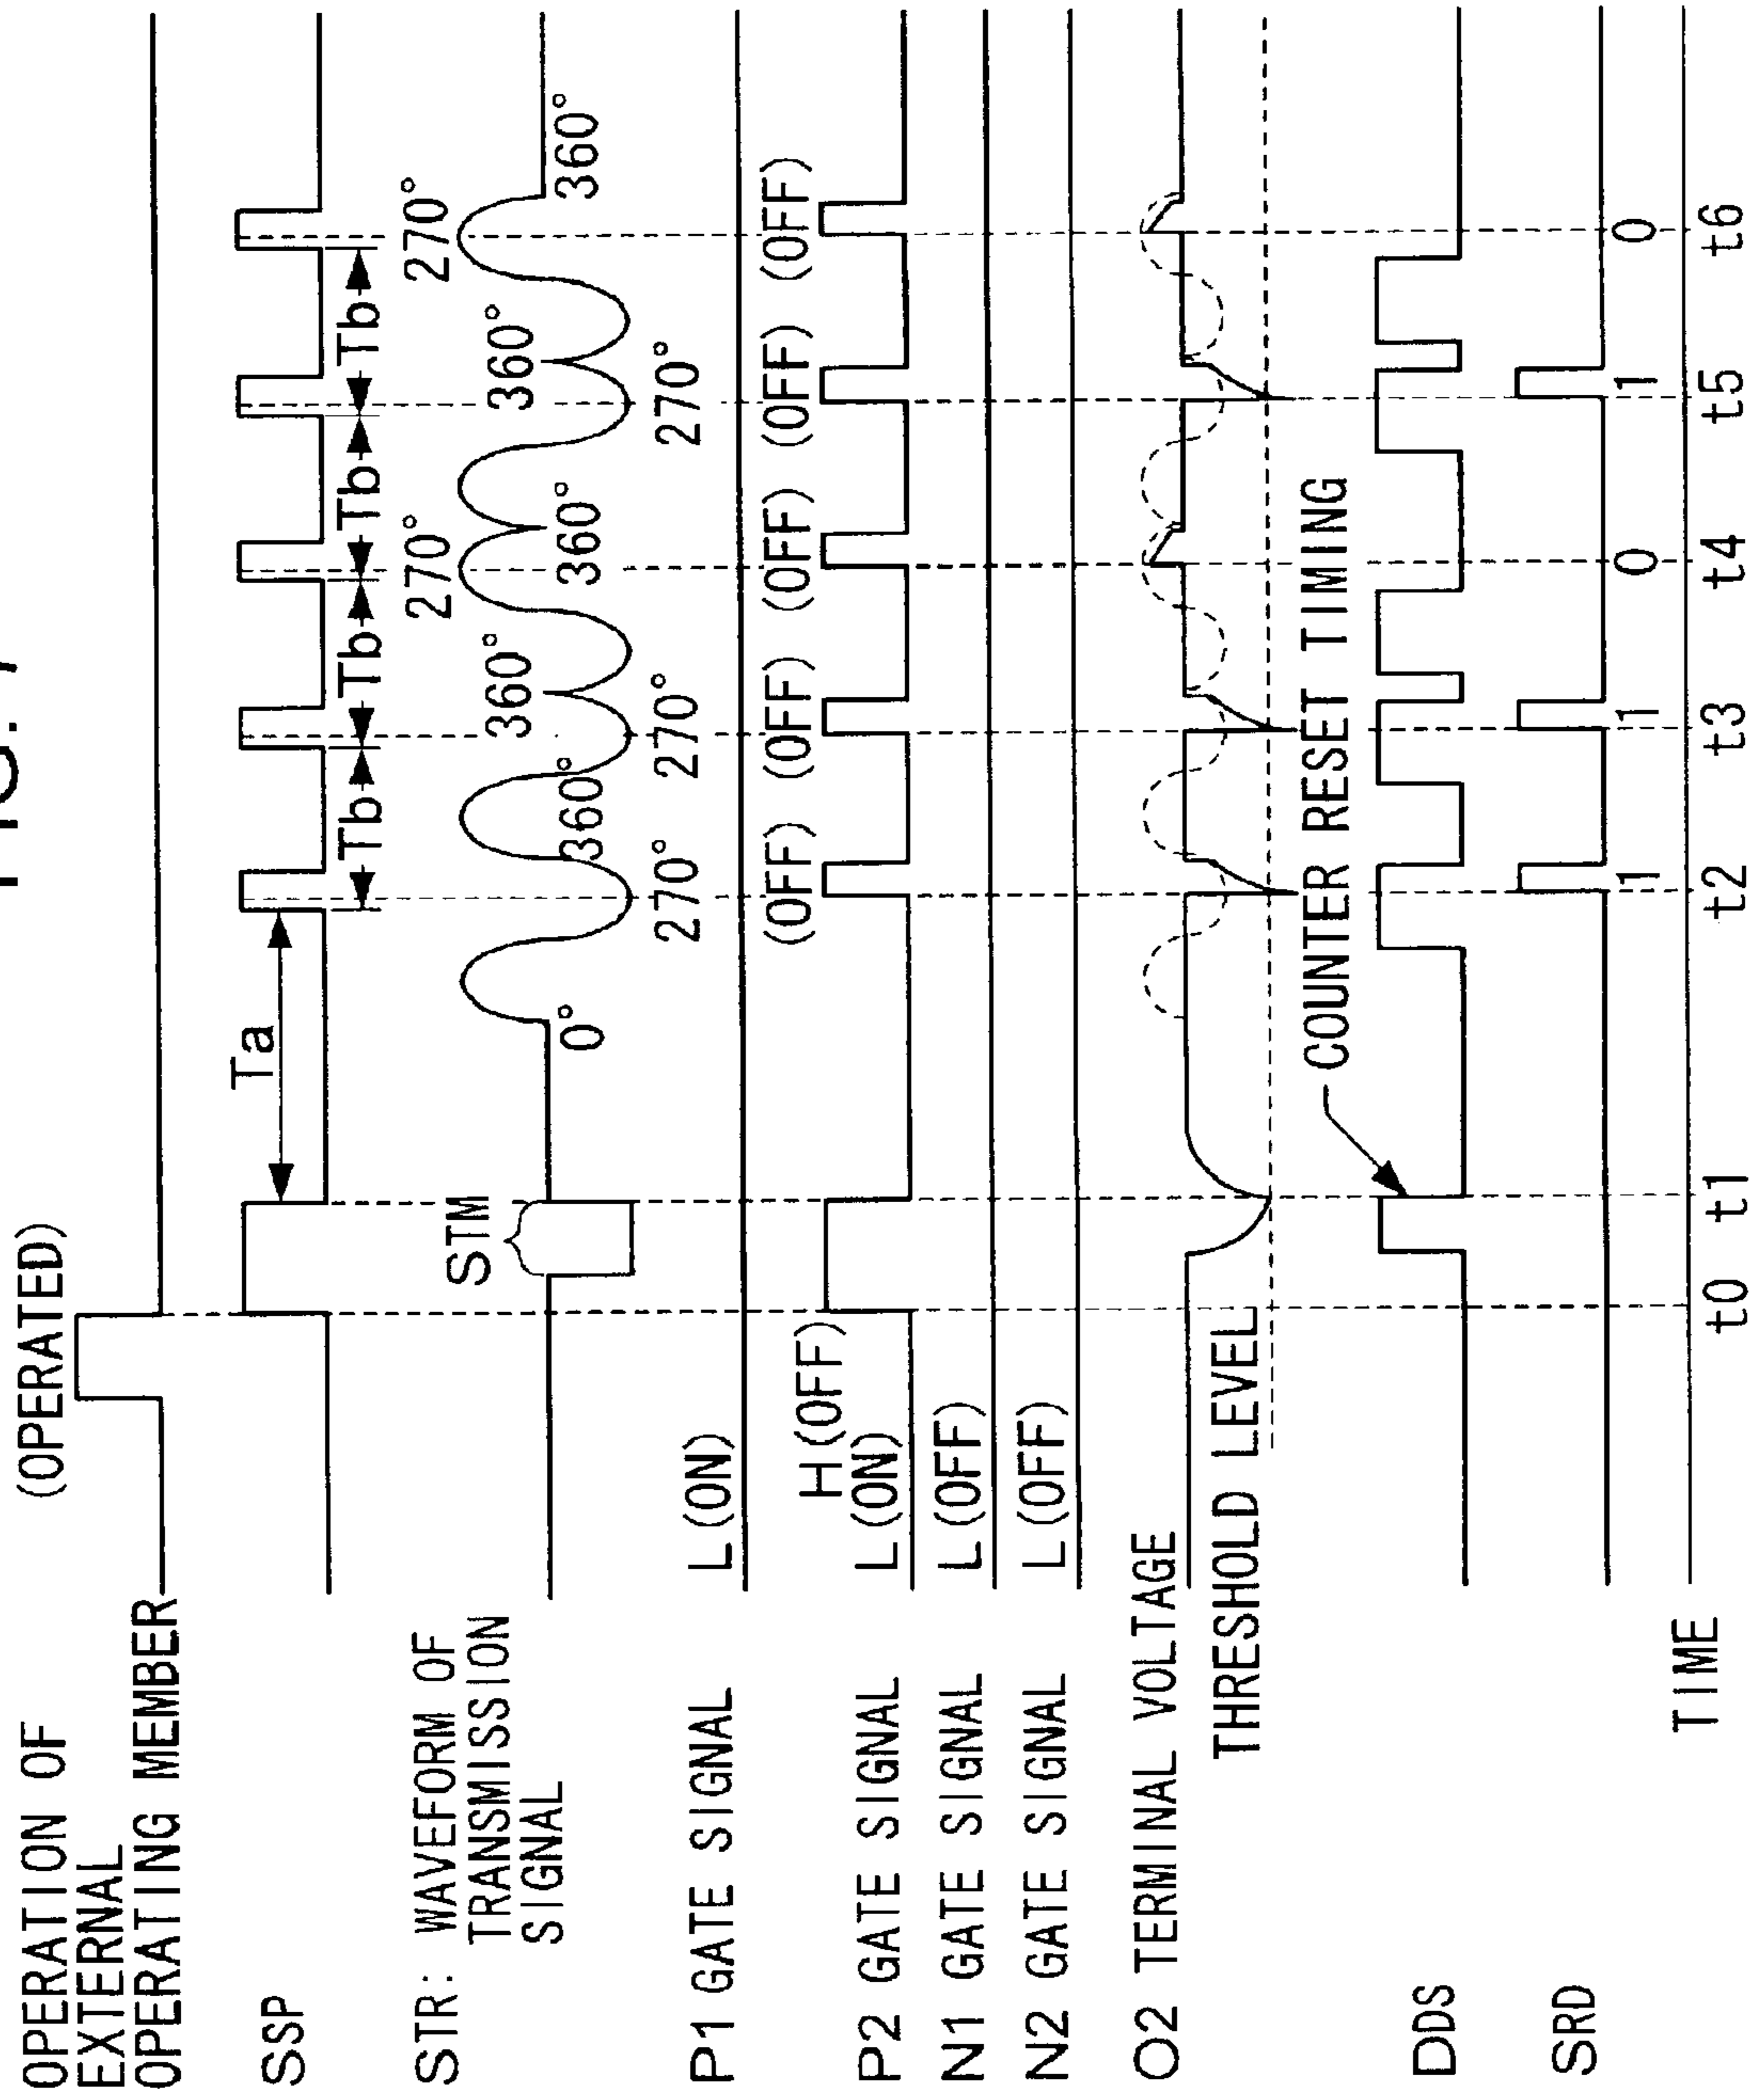 FIG. 7
OPERATION OF
EXTERNAL
OPERATING MEMBER
(OPERATED)
SSP
Ta
Tb
Tb
Tb
Tb
STR: WAVEFORM OF
TRANSMISSION
SIGNAL
STM
0°
270°
360°
270°
360°
270°
360°
270°
360°
270°
360°
P1 GATE SIGNAL
L(ON)
P2 GATE SIGNAL
H(OFF)
L(ON)
(OFF) (OFF) (OFF) (OFF) (OFF)
N1 GATE SIGNAL
L(OFF)
N2 GATE SIGNAL
L(OFF)
O2 TERMINAL VOLTAGE
THRESHOLD LEVEL
COUNTER RESET TIMING
DDS
SRD
1 1 0 1 0
TIME
t0 t1 t2 t3 t4 t5 t6